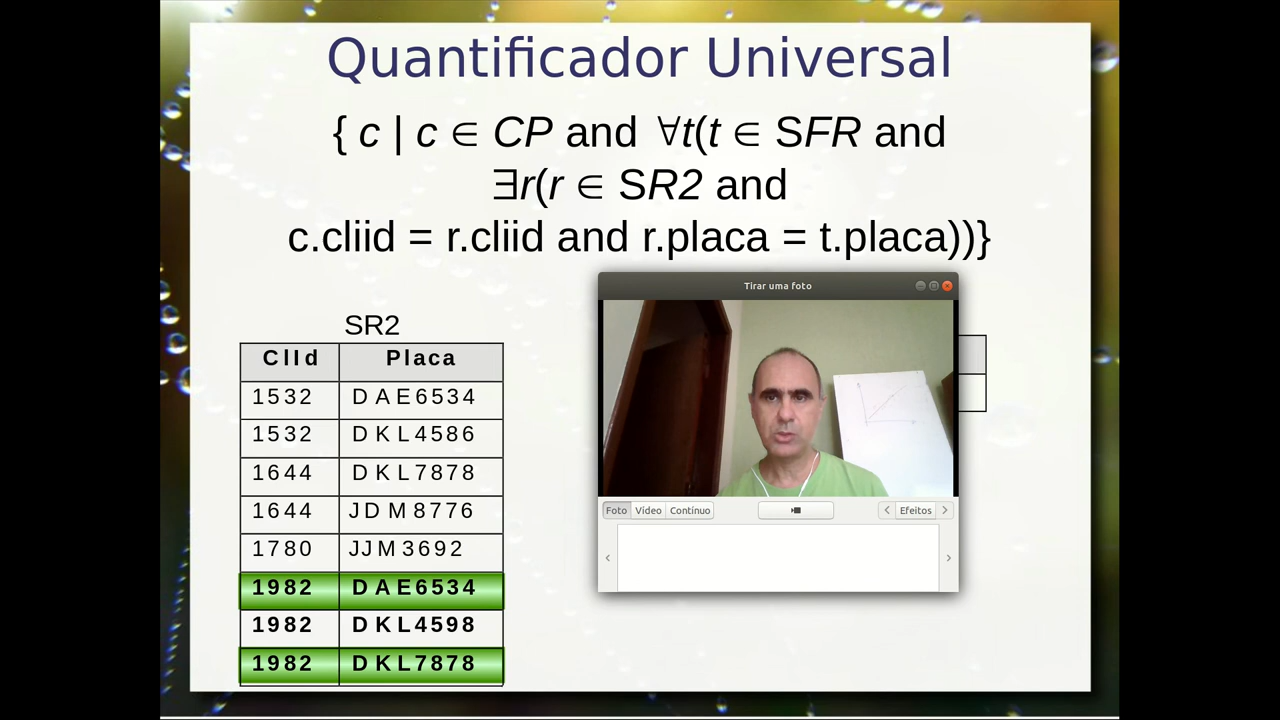 Quantificador Universal
{ c | c ∈ CP and ∀t(t ∈ SFR and
∃r(r ∈ SR2 and
c.cliid = r.cliid and r.placa = t.placa))}
Tirar uma foto
SR2
ClId Placa
1532 DAE6534
1532 DKL4586
1644 DKL7878
1644 JDM8776
1780 JJM3692
1982 DAE6534
1982 DKL4598
1982 DKL7878
Foto Vídeo Contínuo
Efeitos